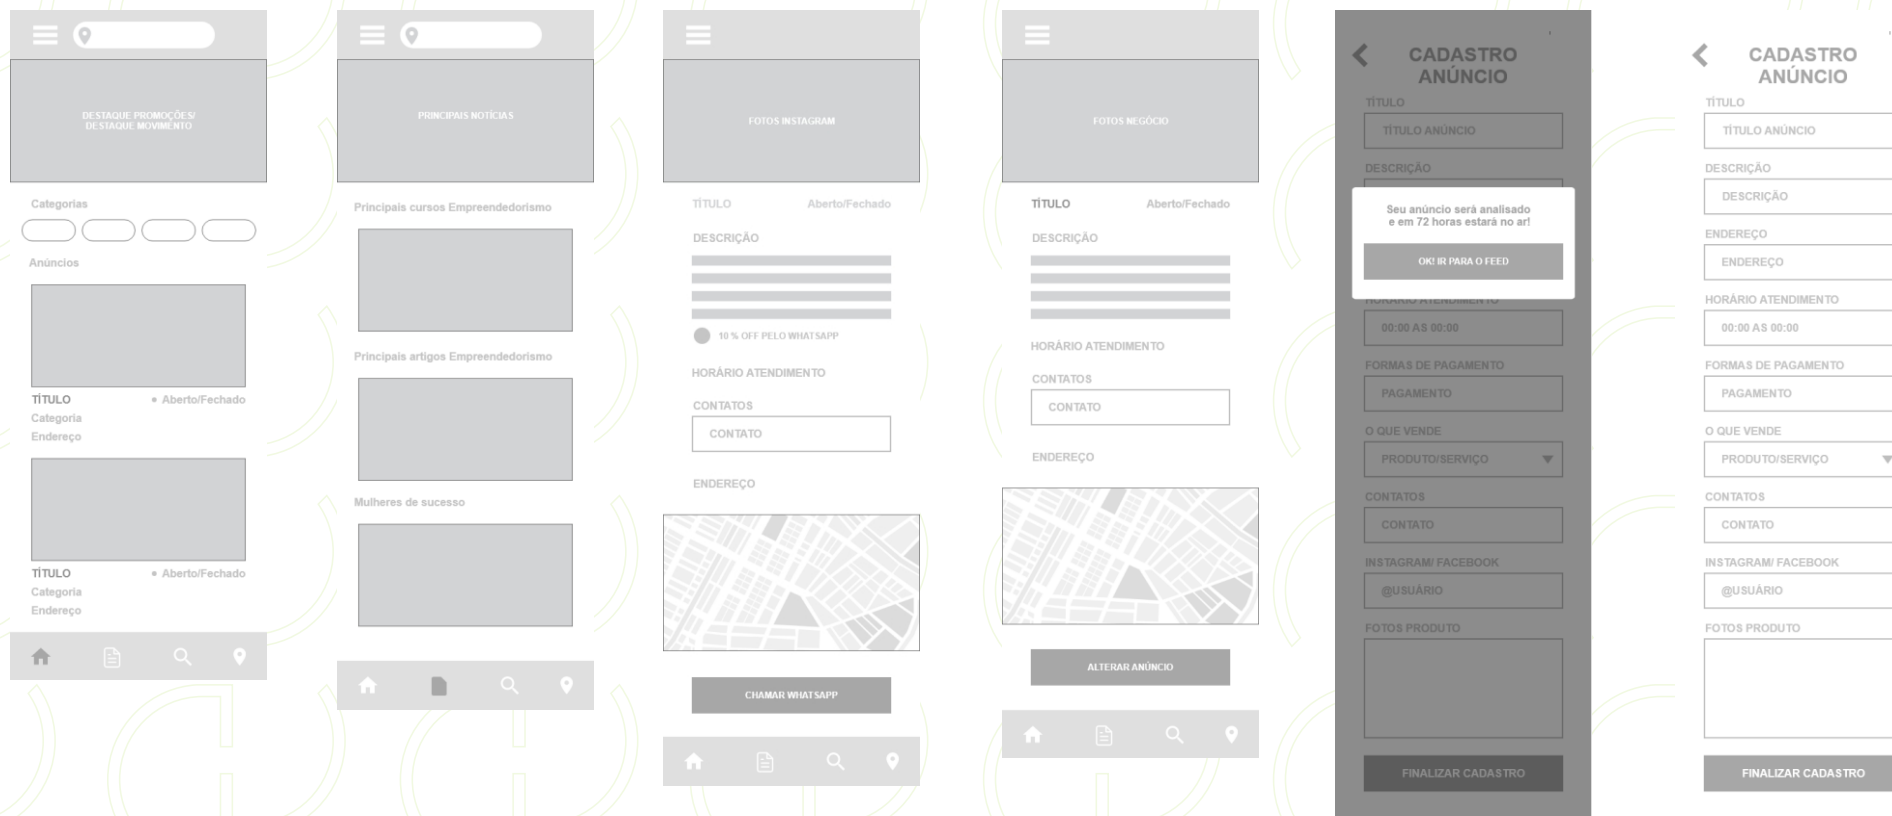 DESTAQUE PROMOÇÕES/
DESTAQUE MOVIMENTO
Categorias
Anúncios
TÍTULO
Aberto/Fechado
Categoria
Endereço
TÍTULO
Aberto/Fechado
Categoria
Endereço
PRINCIPAIS NOTÍCIAS
Principais cursos Empreendedorismo
Principais artigos Empreendedorismo
Mulheres de sucesso
FOTOS INSTAGRAM
TÍTULO
Aberto/Fechado
DESCRIÇÃO
10 % OFF PELO WHATSAPP
HORÁRIO ATENDIMENTO
CONTATOS
CONTATO
ENDEREÇO
CHAMAR WHATSAPP
FOTOS NEGÓCIO
TÍTULO
Aberto/Fechado
DESCRIÇÃO
HORÁRIO ATENDIMENTO
CONTATOS
CONTATO
ENDEREÇO
ALTERAR ANÚNCIO
CADASTRO
ANÚNCIO
TÍTULO
TÍTULO ANÚNCIO
DESCRIÇÃO
Seu anúncio será analisado
e em 72 horas estará no ar!
OK! IR PARA O FEED
HORÁRIO ATENDIMENTO
00:00 AS 00:00
FORMAS DE PAGAMENTO
PAGAMENTO
O QUE VENDE
PRODUTO/SERVIÇO
CONTATOS
CONTATO
INSTAGRAM/ FACEBOOK
@USUÁRIO
FOTOS PRODUTO
FINALIZAR CADASTRO
CADASTRO
ANÚNCIO
TÍTULO
TÍTULO ANÚNCIO
DESCRIÇÃO
DESCRIÇÃO
ENDEREÇO
ENDEREÇO
HORÁRIO ATENDIMENTO
00:00 AS 00:00
FORMAS DE PAGAMENTO
PAGAMENTO
O QUE VENDE
PRODUTO/SERVIÇO
CONTATOS
CONTATO
INSTAGRAM/ FACEBOOK
@USUÁRIO
FOTOS PRODUTO
FINALIZAR CADASTRO